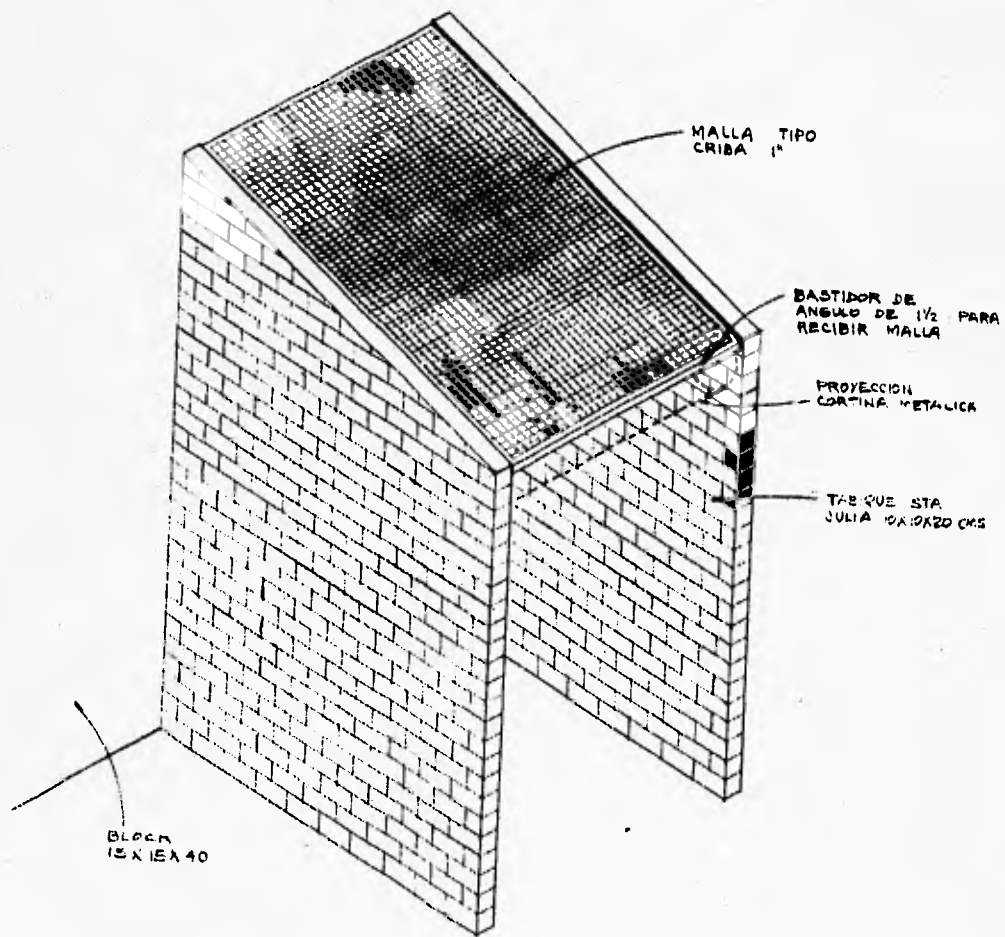 MALLA TIPO
CRIBA 1"
BASTIDOR DE
ANGULO DE 1½ PARA
RECIBIR MALLA
PROYECCION
CORTINA METALICA
TABIQUE STA
JULIA 10X10X20 CMS
BLOCK
15 X 15 X 40